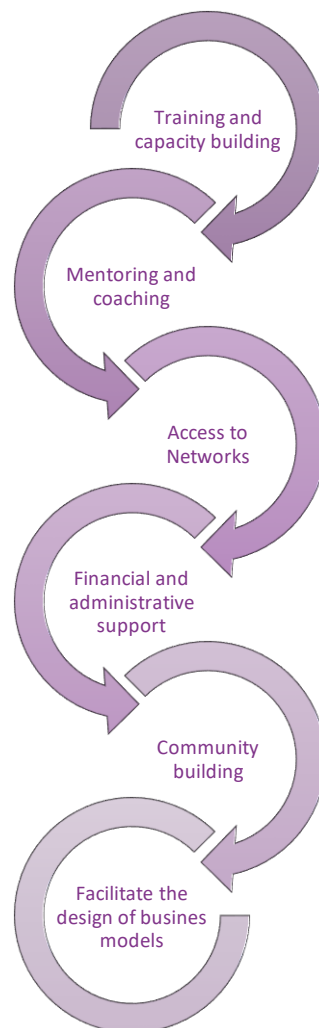 Training and
capacity building
Mentoring and
coaching
Access to
Networks
Financial and
administrative
support
Community
building
Facilitate the
design of busines
models